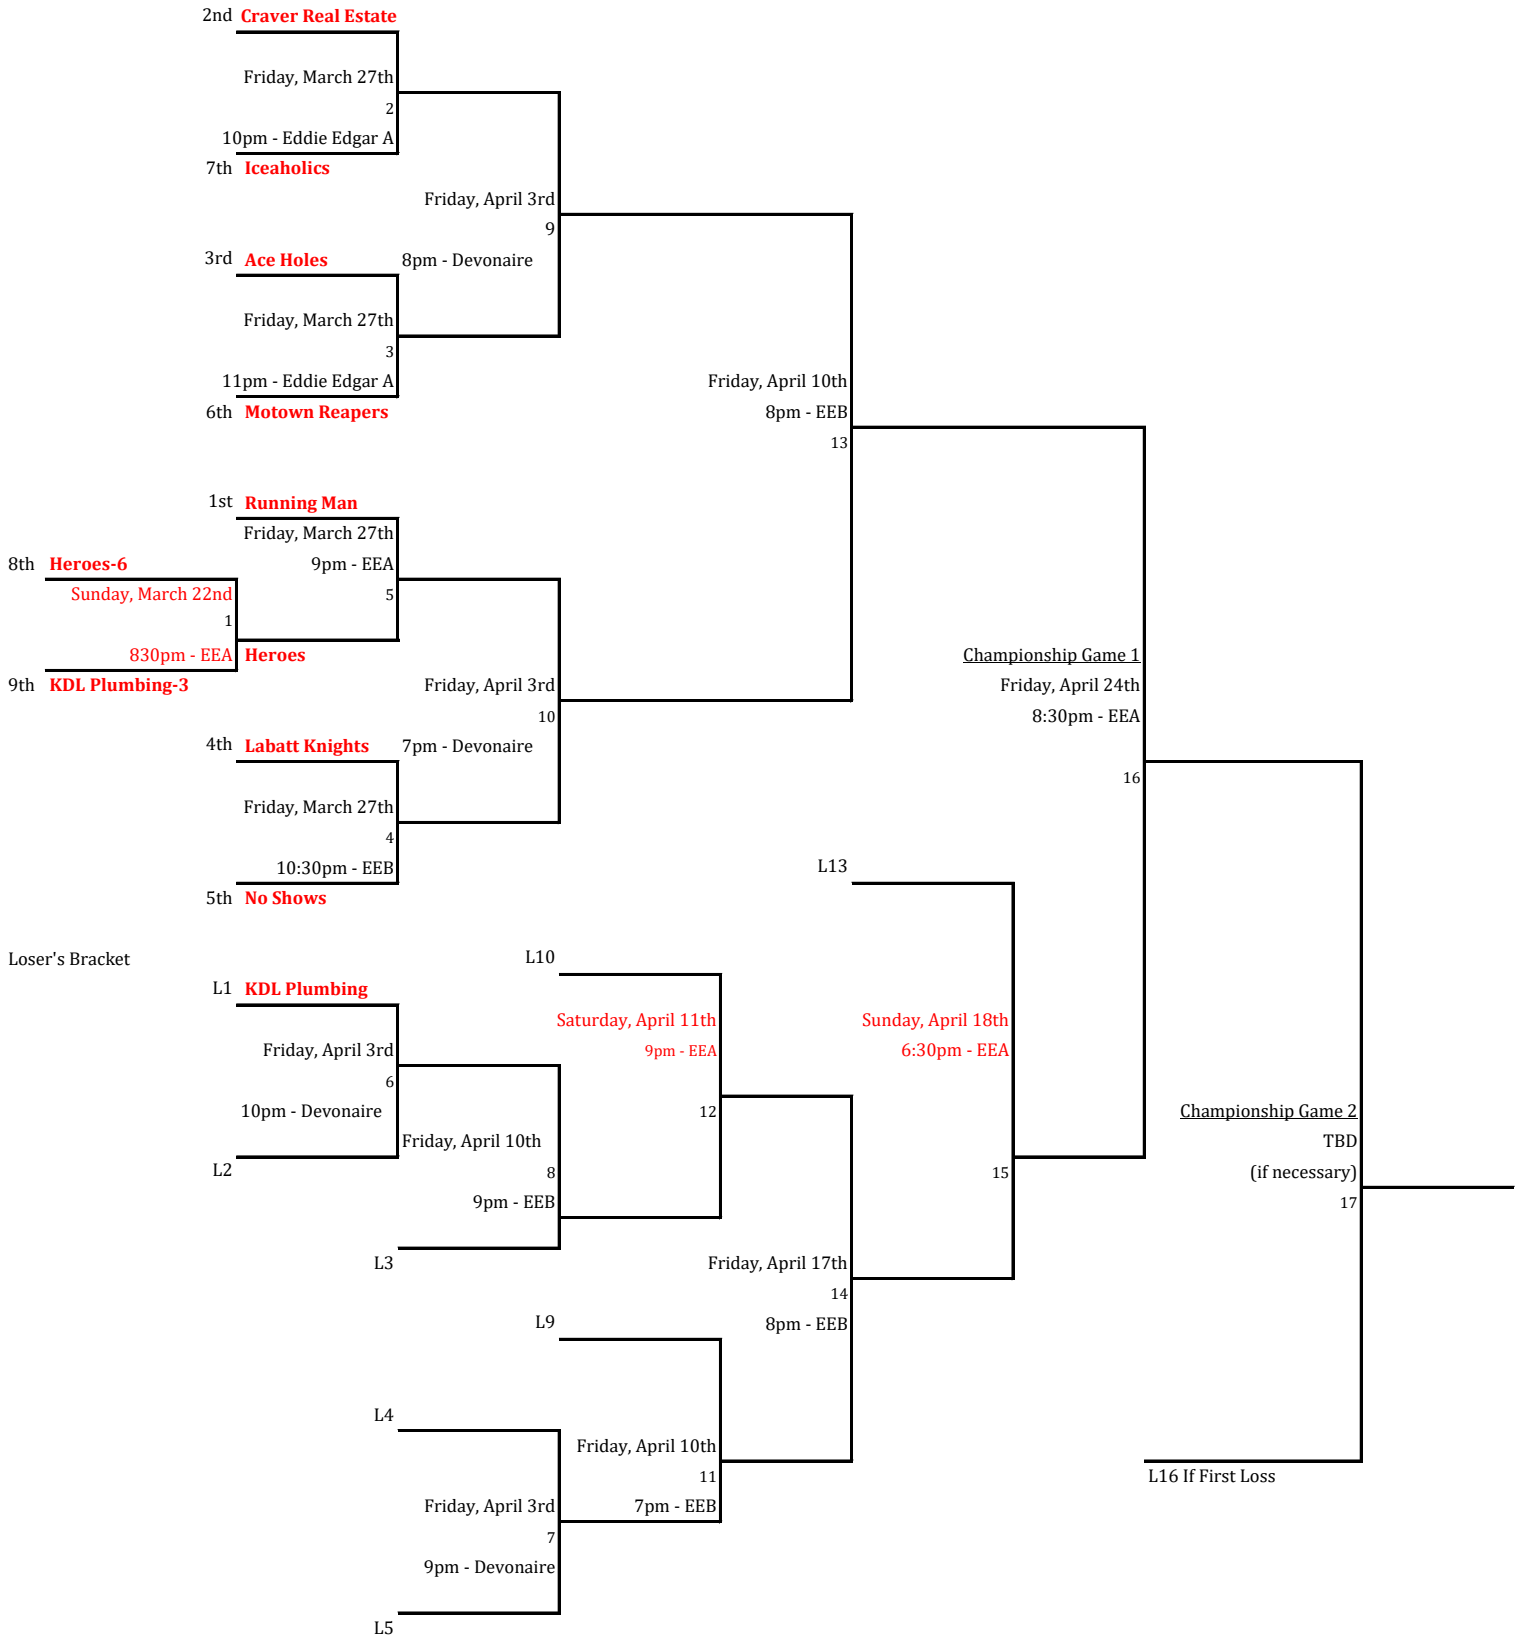 2nd Craver Real Estate
Friday, March 27th
2
10pm - Eddie Edgar A
7th Iceaholics
Friday, April 3rd
9
3rd Ace Holes 8pm - Devonaire
Friday, March 27th
3
11pm - Eddie Edgar A
Friday, April 10th
6th Motown Reapers
8pm - EEB
13
1st Running Man
Friday, March 27th
8th Heroes-6
9pm - EEA
Sunday, March 22nd
5
1
830pm - EEA Heroes
Championship Game 1
9th KDL Plumbing-3
Friday, April 3rd
Friday, April 24th
10
8:30pm - EEA
4th Labatt Knights 7pm - Devonaire
16
Friday, March 27th
4
10:30pm - EEB
L13
5th No Shows
Loser's Bracket
L10
L1 KDL Plumbing
Saturday, April 11th
Sunday, April 18th
Friday, April 3rd
9pm - EEA
6:30pm - EEA
6
10pm - Devonaire
12
Championship Game 2
Friday, April 10th
TBD
L2
8
15
(if necessary)
9pm - EEB
17
L3
Friday, April 17th
14
L9
8pm - EEB
L4
Friday, April 10th
11
L16 If First Loss
Friday, April 3rd
7pm - EEB
7
9pm - Devonaire
L5